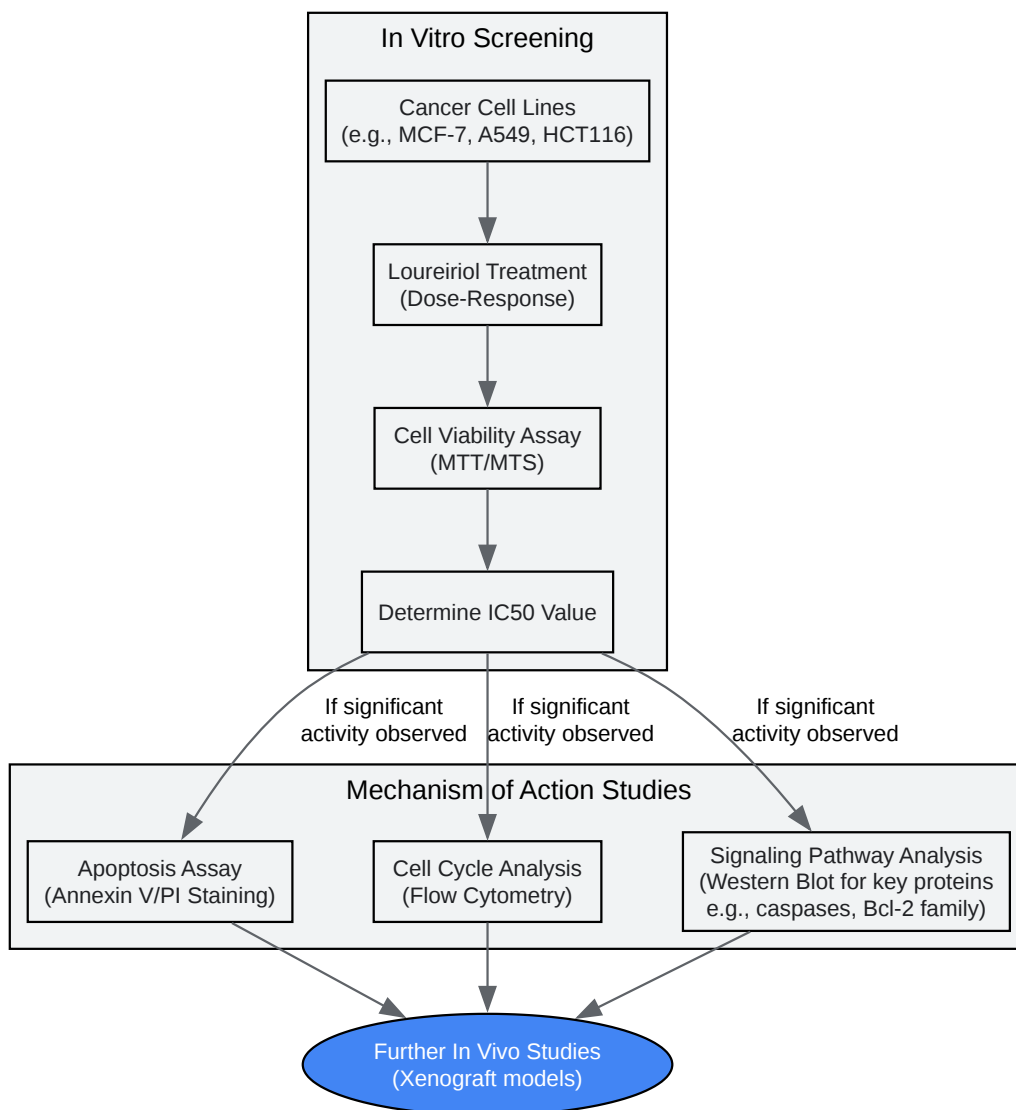 In Vitro Screening
Cancer Cell Lines
(e.g., MCF-7, A549, HCT116)
Loureiriol Treatment
(Dose-Response)
Cell Viability Assay
(MTT/MTS)
Determine IC50 Value
If significant
activity observed
If significant
activity observed
If significant
activity observed
Mechanism of Action Studies
Apoptosis Assay
(Annexin V/PI Staining)
Cell Cycle Analysis
(Flow Cytometry)
Signaling Pathway Analysis
(Western Blot for key proteins
e.g., caspases, Bcl-2 family)
Further In Vivo Studies
(Xenograft models)